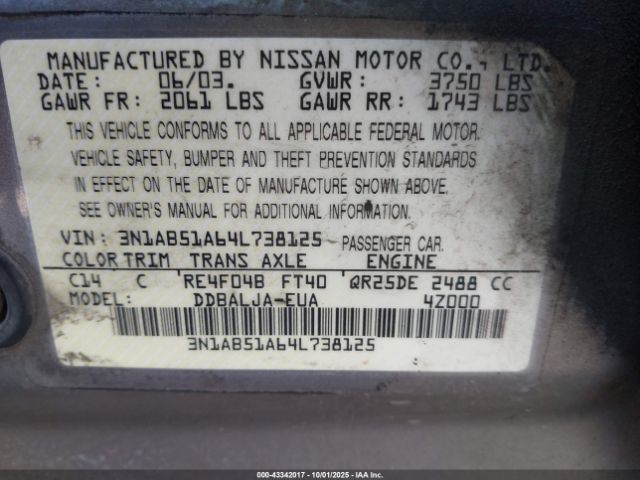 MANUFACTURED BY NISSAN MOTOR CO., LTD.
DATE: 06/03. GVWR: 3750 LBS
GAWR FR: 2061 LBS GAWR RR: 1743 LBS
THIS VEHICLE CONFORMS TO ALL APPLICABLE FEDERAL MOTOR
VEHICLE SAFETY, BUMPER AND THEFT PREVENTION STANDARDS
IN EFFECT ON THE DATE OF MANUFACTURE SHOWN ABOVE.
SEE OWNER'S MANUAL FOR ADDITIONAL INFORMATION.
VIN: 3N1AB51A64L738125 PASSENGER CAR.
COLOR TRIM TRANS AXLE ENGINE
C14 C RE4F04B FT40 QR25DE 2488 CC
MODEL: DDBALJA-EUA 4Z000
3N1AB51A64L738125
000-43342017 - 10/01/2025 - COPYRIGHT IAA, LLC.